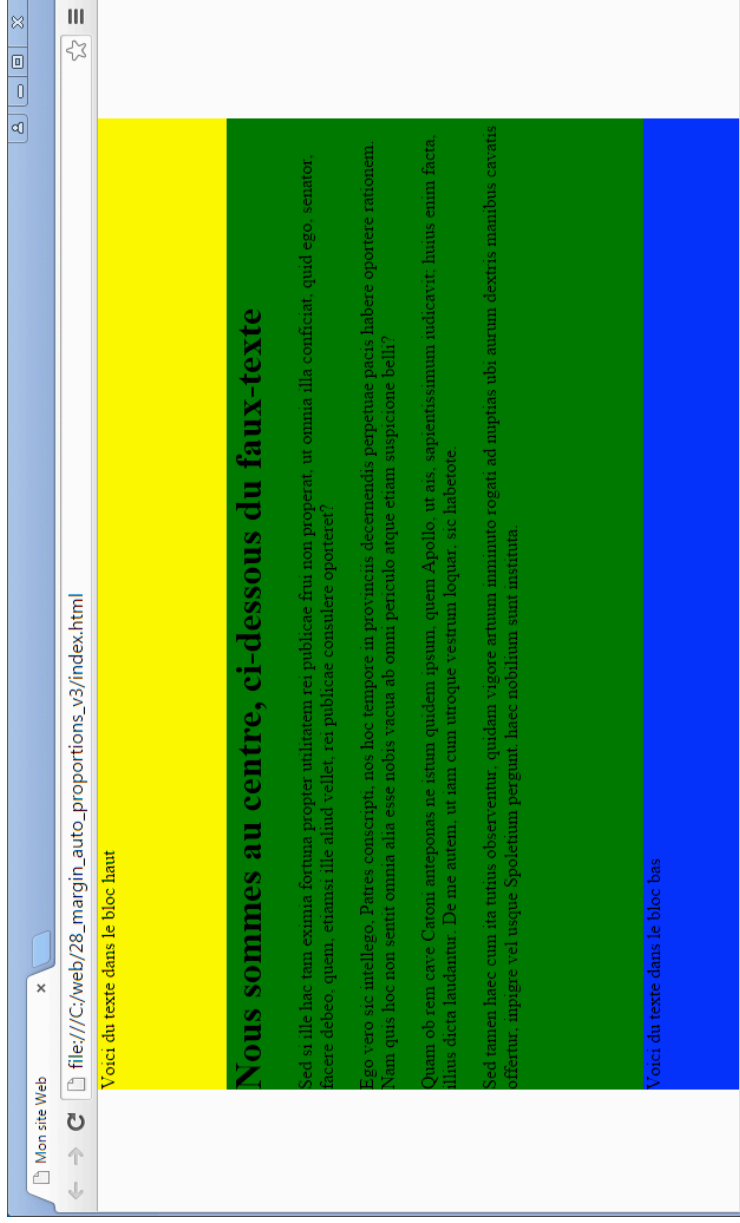 Mon site Web
file:///C:/web/28_margin_auto_proportions_v3/index.html
Voici du texte dans le bloc haut
Nous sommes au centre, ci-dessous du faux-texte
Sed si ille hac tam eximia fortuna propter utilitatem rei publicae frui non properat, ut omnia illa conficiat, quid ego, senator,
facere debeo, quem, etiamsi ille aliud vellet, rei publicae consulere oporteret?
Ego vero sic intellego, Patres conscripti, nos hoc tempore in provinciis decernendis perpetuae pacis habere oportere rationem.
Nam quis hoc non sentit omnia alia esse nobis vacua ab omni periculo atque etiam suspicione belli?
Quam ob rem cave Catoni anteponas ne istum quidem ipsum, quem Apollo, ut ais, sapientissimum iudicavit; huius enim facta,
illius dicta laudantur. De me autem, ut iam cum utroque vestrum loquar, sic habetote.
Sed tamen haec cum ita tutius observentur, quidam vigore artuum inminuto rogati ad nuptias ubi aurum dextris manibus cavatis
offertur, inpigre vel usque Spoletium pergunt. haec nobilium sunt instituta.
Voici du texte dans le bloc bas